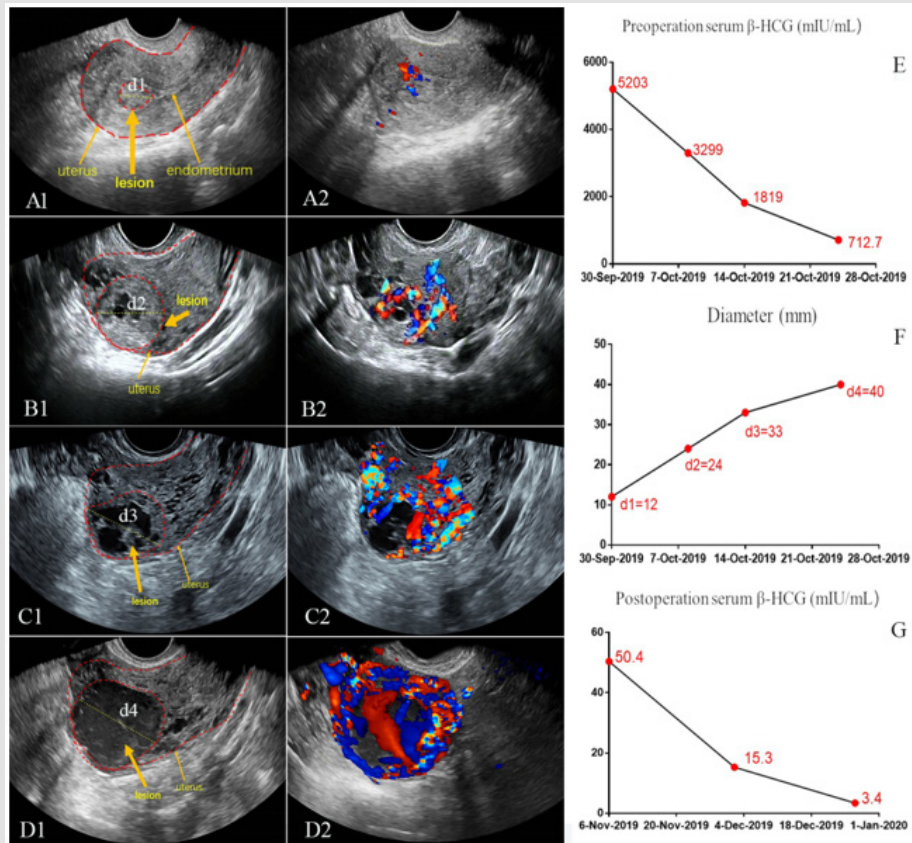 d1
uterus
lesion
endometrium
A1
A2
d2
lesion
uterus
B1
B2
d3
lesion
uterus
C1
C2
d4
lesion
uterus
D1
D2
Preoperation serum β-HCG (mIU/mL)
E
6000
4000
2000
0
5203
3299
1819
712.7
30-Sep-2019 7-Oct-2019 14-Oct-2019 21-Oct-2019 28-Oct-2019
Diameter (mm)
F
50
40
30
20
10
0
d1=12
d2=24
d3=33
d4=40
30-Sep-2019 7-Oct-2019 14-Oct-2019 21-Oct-2019 28-Oct-2019
Postoperation serum β-HCG (mIU/mL)
G
60
40
20
0
50.4
15.3
3.4
6-Nov-2019 20-Nov-2019 4-Dec-2019 18-Dec-2019 1-Jan-2020